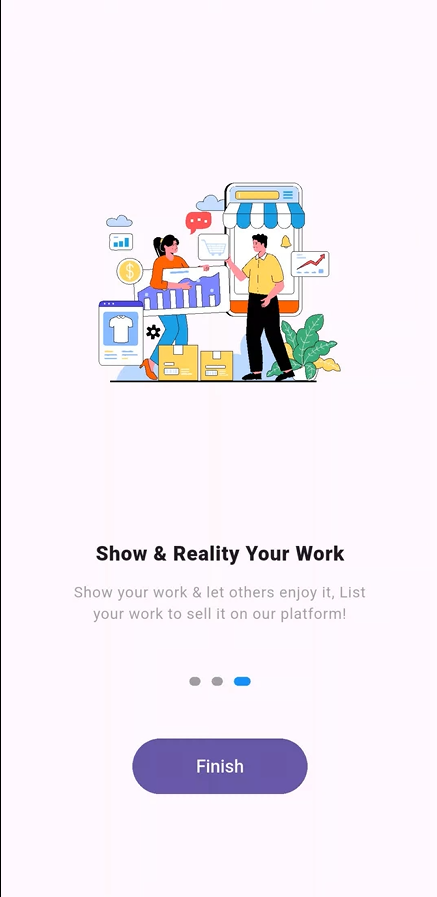 $
Show & Reality Your Work
Show your work & let others enjoy it, List
your work to sell it on our platform!
Finish